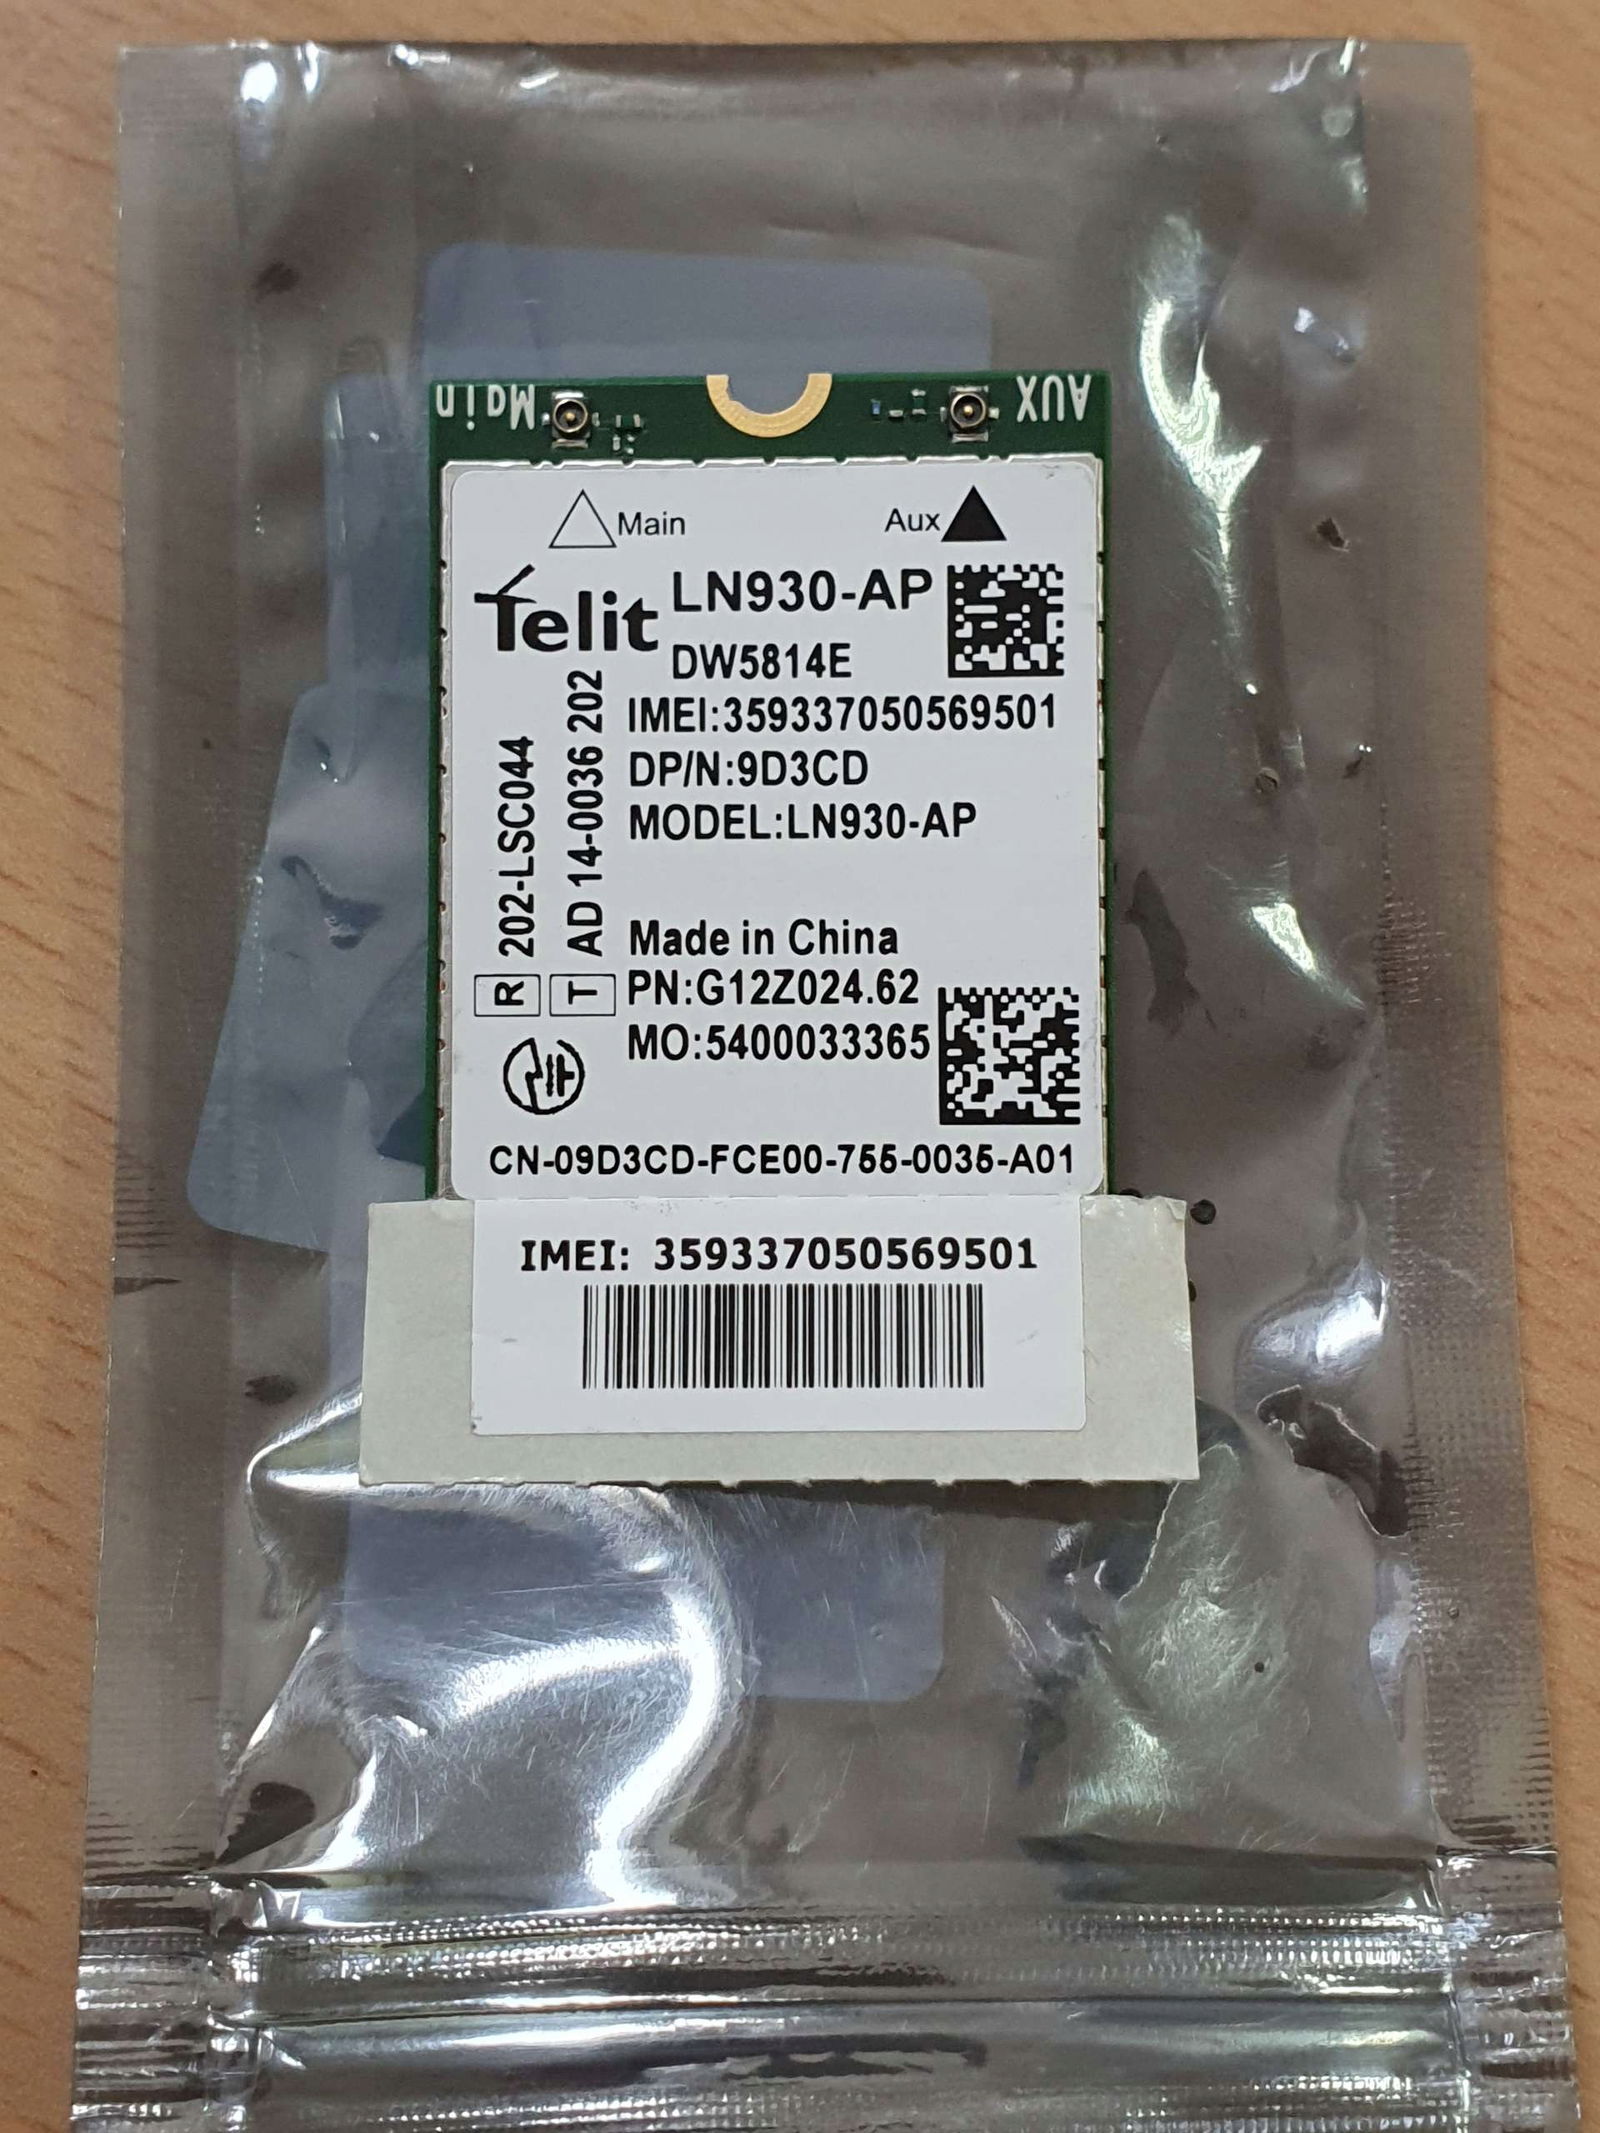 Main
AUX
Main
Aux
Telit
LN930-AP
DW5814E
IMEI:359337050569501
DP/N:9D3CD
MODEL:LN930-AP
R 202-LSC044
T AD 14-0036 202
Made in China
PN:G12Z024.62
MO:5400033365
CN-09D3CD-FCE00-755-0035-A01
IMEI: 359337050569501